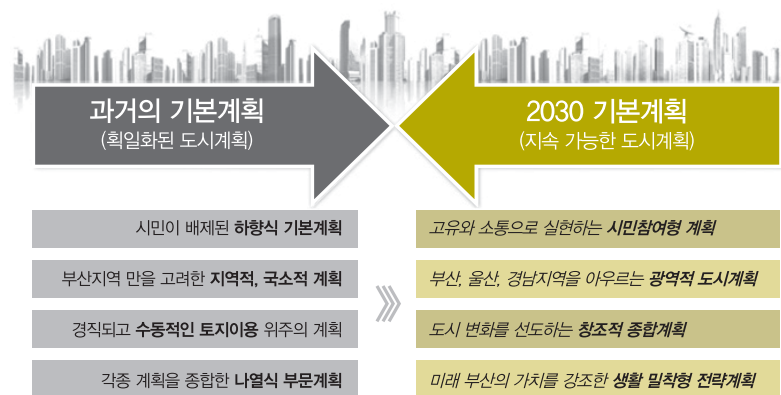 과거의 기본계획
(획일화된 도시계획)
2030 기본계획
(지속 가능한 도시계획)
시민이 배제된 하향식 기본계획
고유와 소통으로 실현하는 시민참여형 계획
부산지역 만을 고려한 지역적, 국소적 계획
부산, 울산, 경남지역을 아우르는 광역적 도시계획
경직되고 수동적인 토지이용 위주의 계획
도시 변화를 선도하는 창조적 종합계획
각종 계획을 종합한 나열식 부문계획
미래 부산의 가치를 강조한 생활 밀착형 전략계획